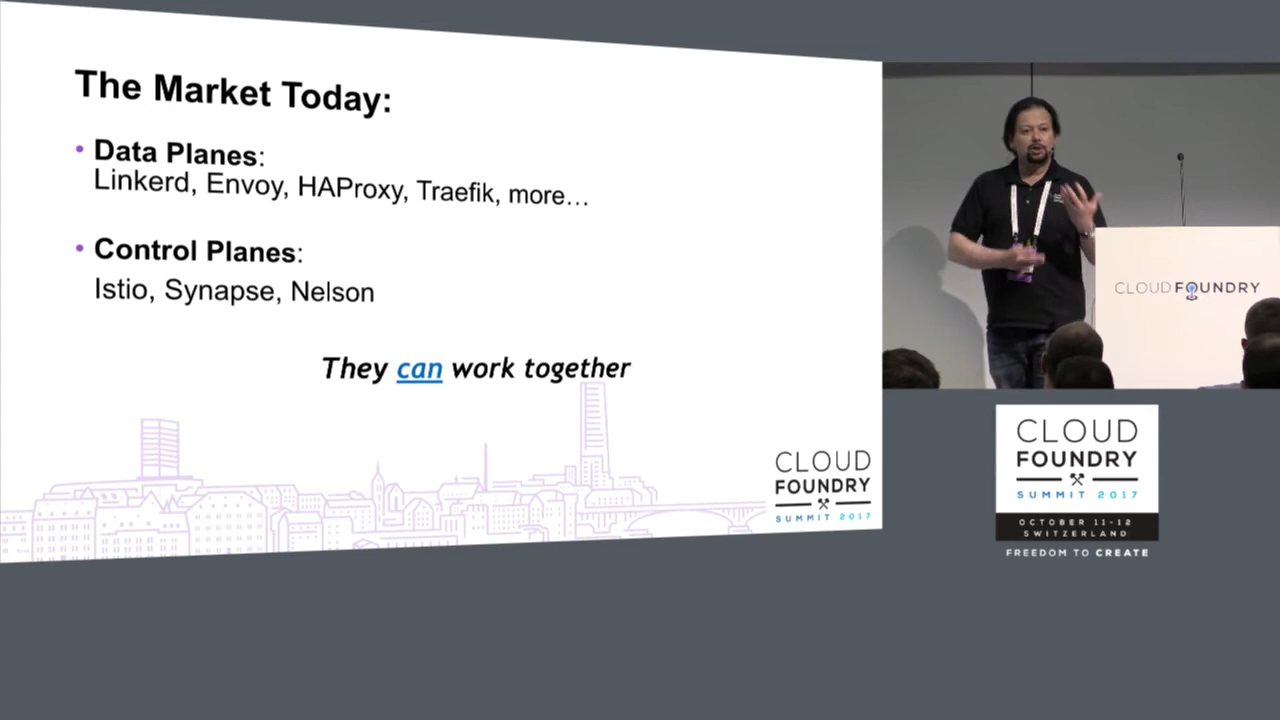 The Market Today:
• Data Planes:
Linkerd, Envoy, HAProxy, Traefik, more…
• Control Planes:
Istio, Synapse, Nelson
They can work together
CLOUD
FOUNDRY
SUMMIT 2017
CLOUD FOUNDRY
CLOUD
FOUNDRY
SUMMIT 2017
OCTOBER 11-12
SWITZERLAND
FREEDOM TO CREATE